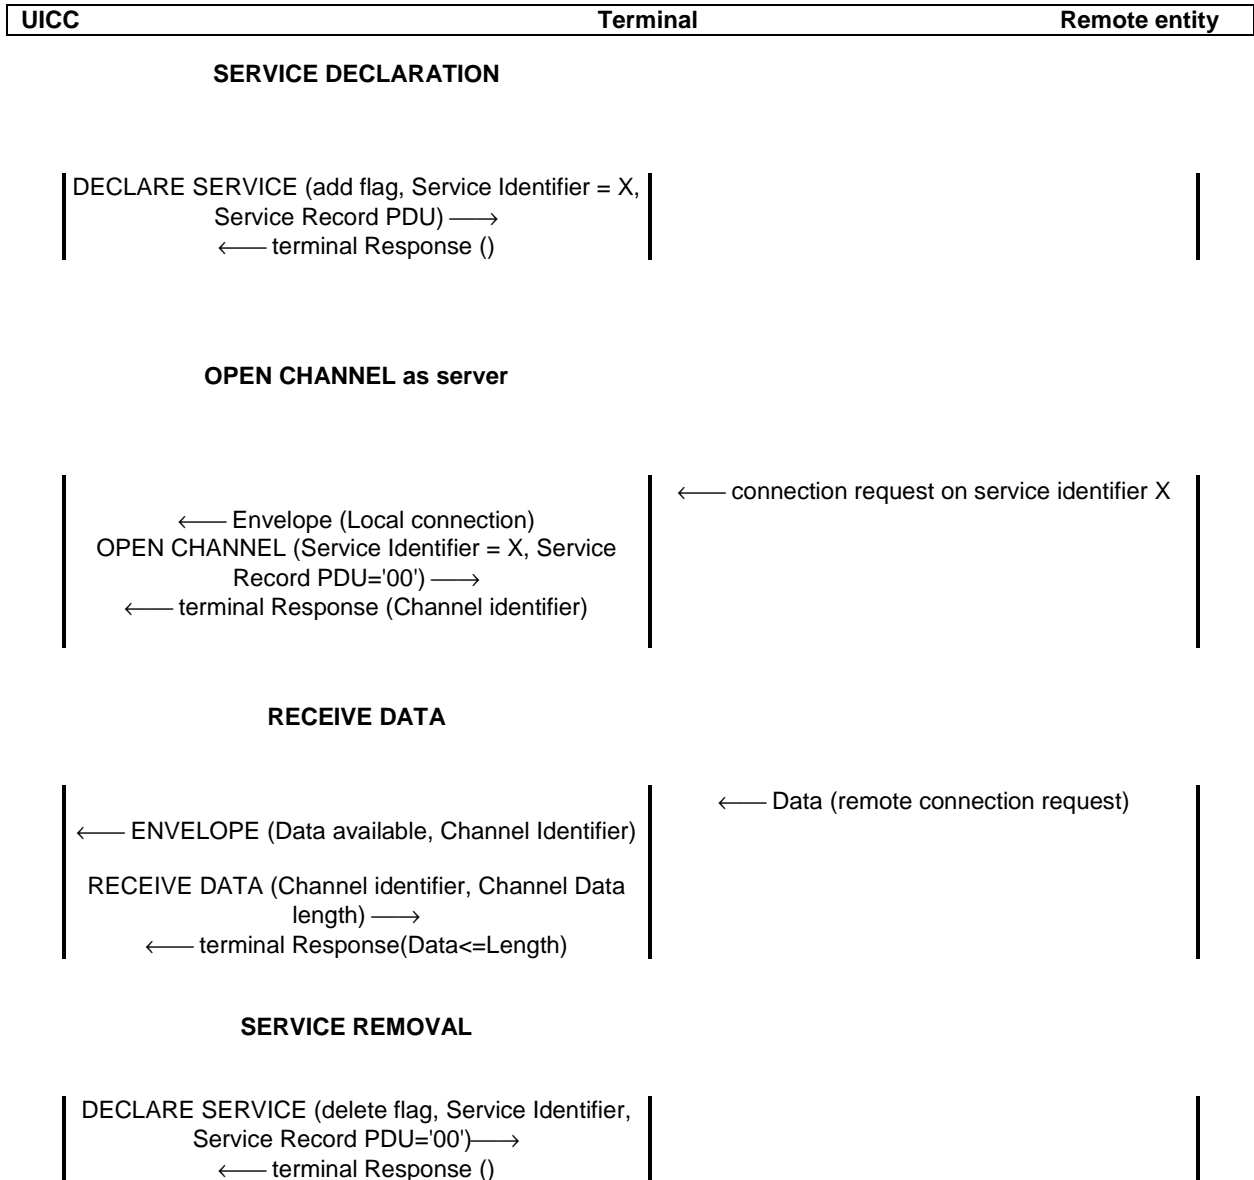 UICC Terminal Remote entity
SERVICE DECLARATION
DECLARE SERVICE (add flag, Service Identifier = X,
Service Record PDU) ⟶
⟵ terminal Response ()
OPEN CHANNEL as server
⟵ connection request on service identifier X
⟵ Envelope (Local connection)
OPEN CHANNEL (Service Identifier = X, Service
Record PDU='00') ⟶
⟵ terminal Response (Channel identifier)
RECEIVE DATA
⟵ Data (remote connection request)
⟵ ENVELOPE (Data available, Channel Identifier)
RECEIVE DATA (Channel identifier, Channel Data
length) ⟶
⟵ terminal Response(Data<=Length)
SERVICE REMOVAL
DECLARE SERVICE (delete flag, Service Identifier,
Service Record PDU='00')⟶
⟵ terminal Response ()